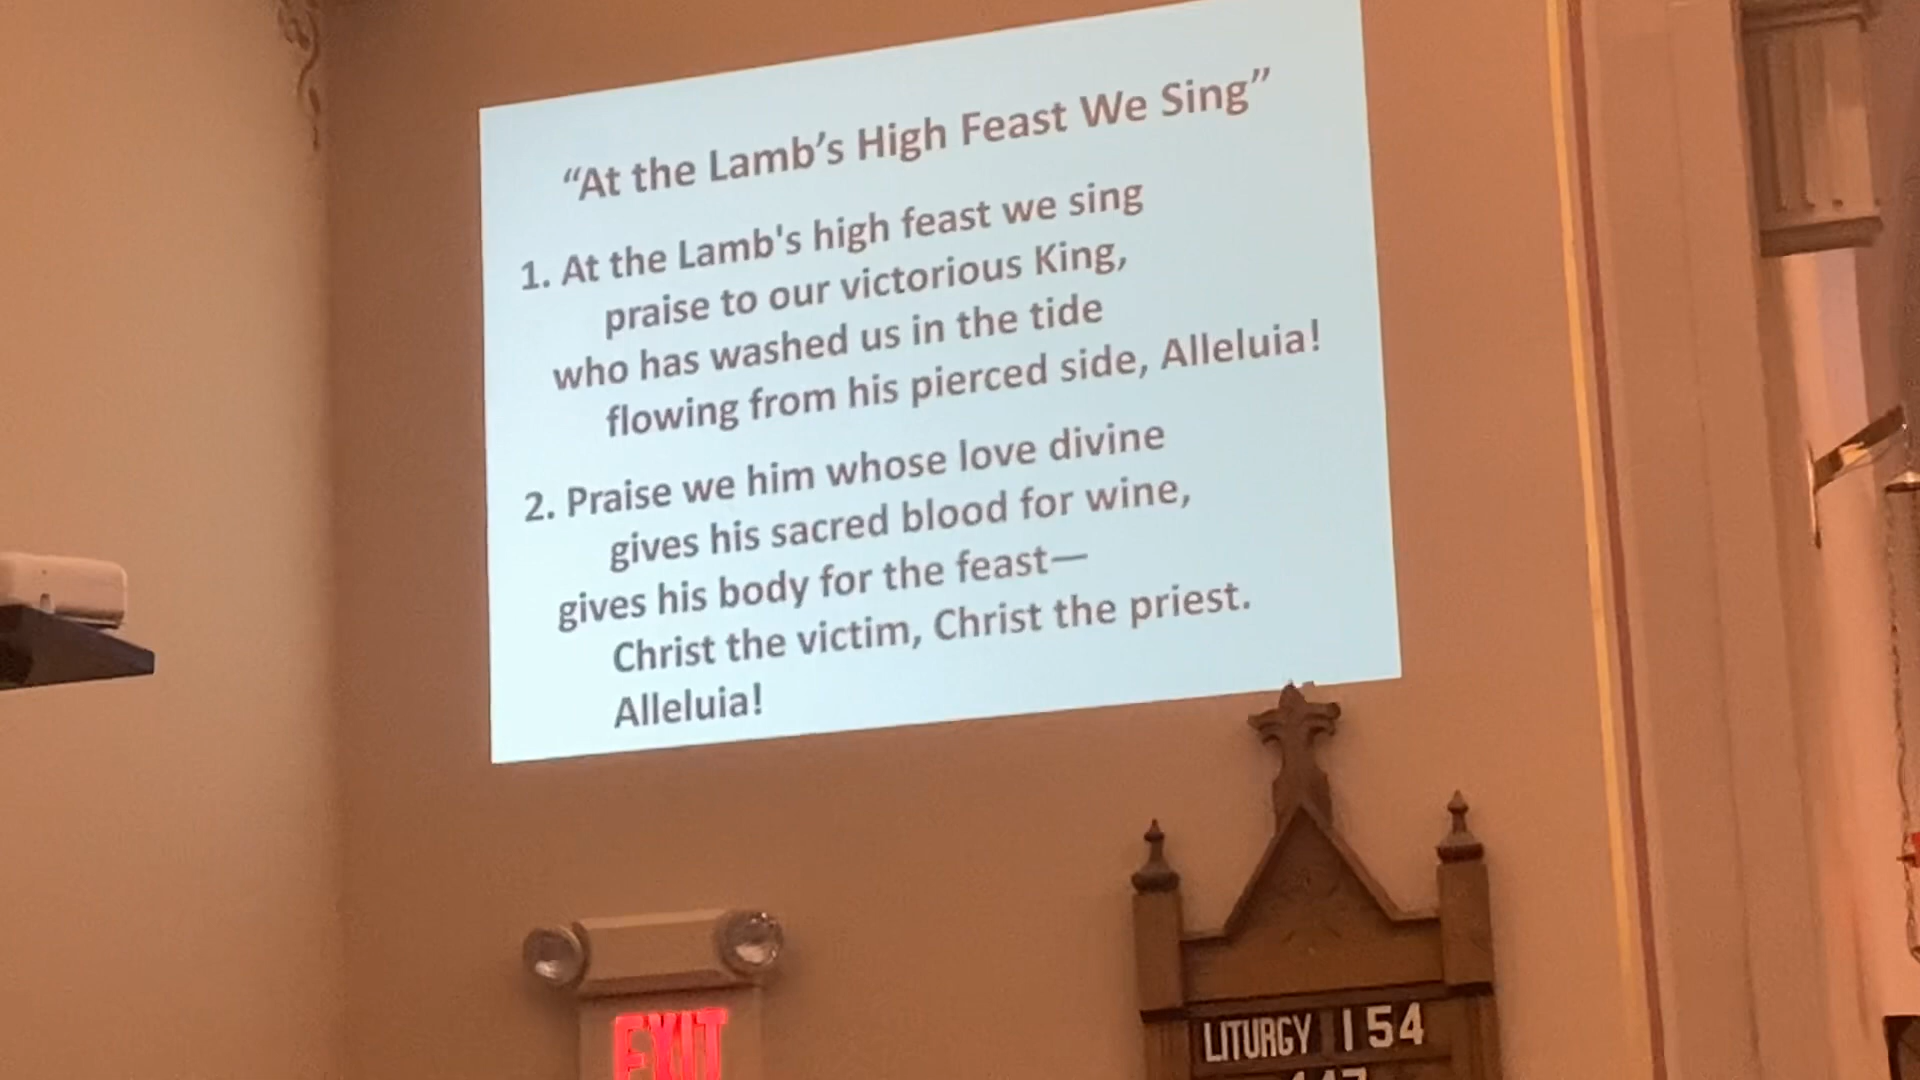 “At the Lamb’s High Feast We Sing”
1. At the Lamb's high feast we sing
praise to our victorious King,
who has washed us in the tide
flowing from his pierced side, Alleluia!
2. Praise we him whose love divine
gives his sacred blood for wine,
gives his body for the feast—
Christ the victim, Christ the priest.
Alleluia!
EXIT
LITURGY 154